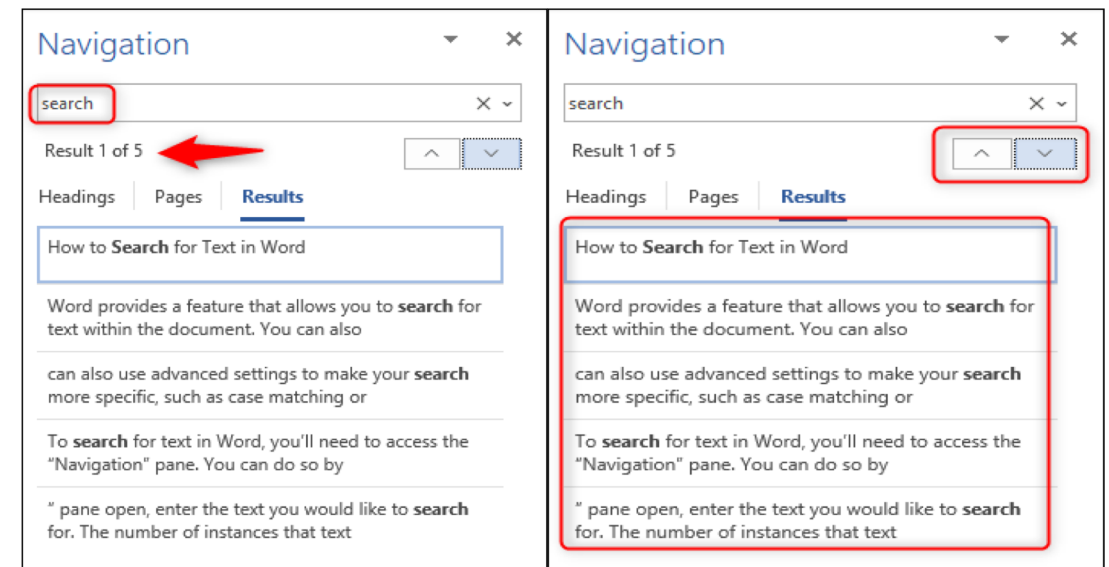 Navigation
search
Result 1 of 5
Headings Pages Results
How to Search for Text in Word
Word provides a feature that allows you to search for
text within the document. You can also
can also use advanced settings to make your search
more specific, such as case matching or
To search for text in Word, you'll need to access the
“Navigation” pane. You can do so by
” pane open, enter the text you would like to search
for. The number of instances that text
Navigation
search
Result 1 of 5
Headings Pages Results
How to Search for Text in Word
Word provides a feature that allows you to search for
text within the document. You can also
can also use advanced settings to make your search
more specific, such as case matching or
To search for text in Word, you'll need to access the
“Navigation” pane. You can do so by
” pane open, enter the text you would like to search
for. The number of instances that text